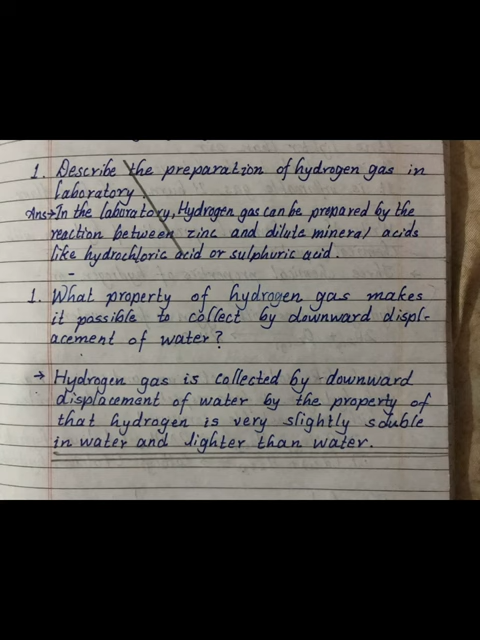 1. Describe the preparation of hydrogen gas in
laboratory.
Ans→In the laboratory, Hydrogen gas can be prepared by the
reaction between zinc and dilute mineral acids
like hydrochloric acid or sulphuric acid.
1. What property of hydrogen gas makes
it possible to collect by downward displ-
acement of water?
→ Hydrogen gas is collected by downward
displacement of water by the property of
that hydrogen is very slightly soluble
in water and lighter than water.